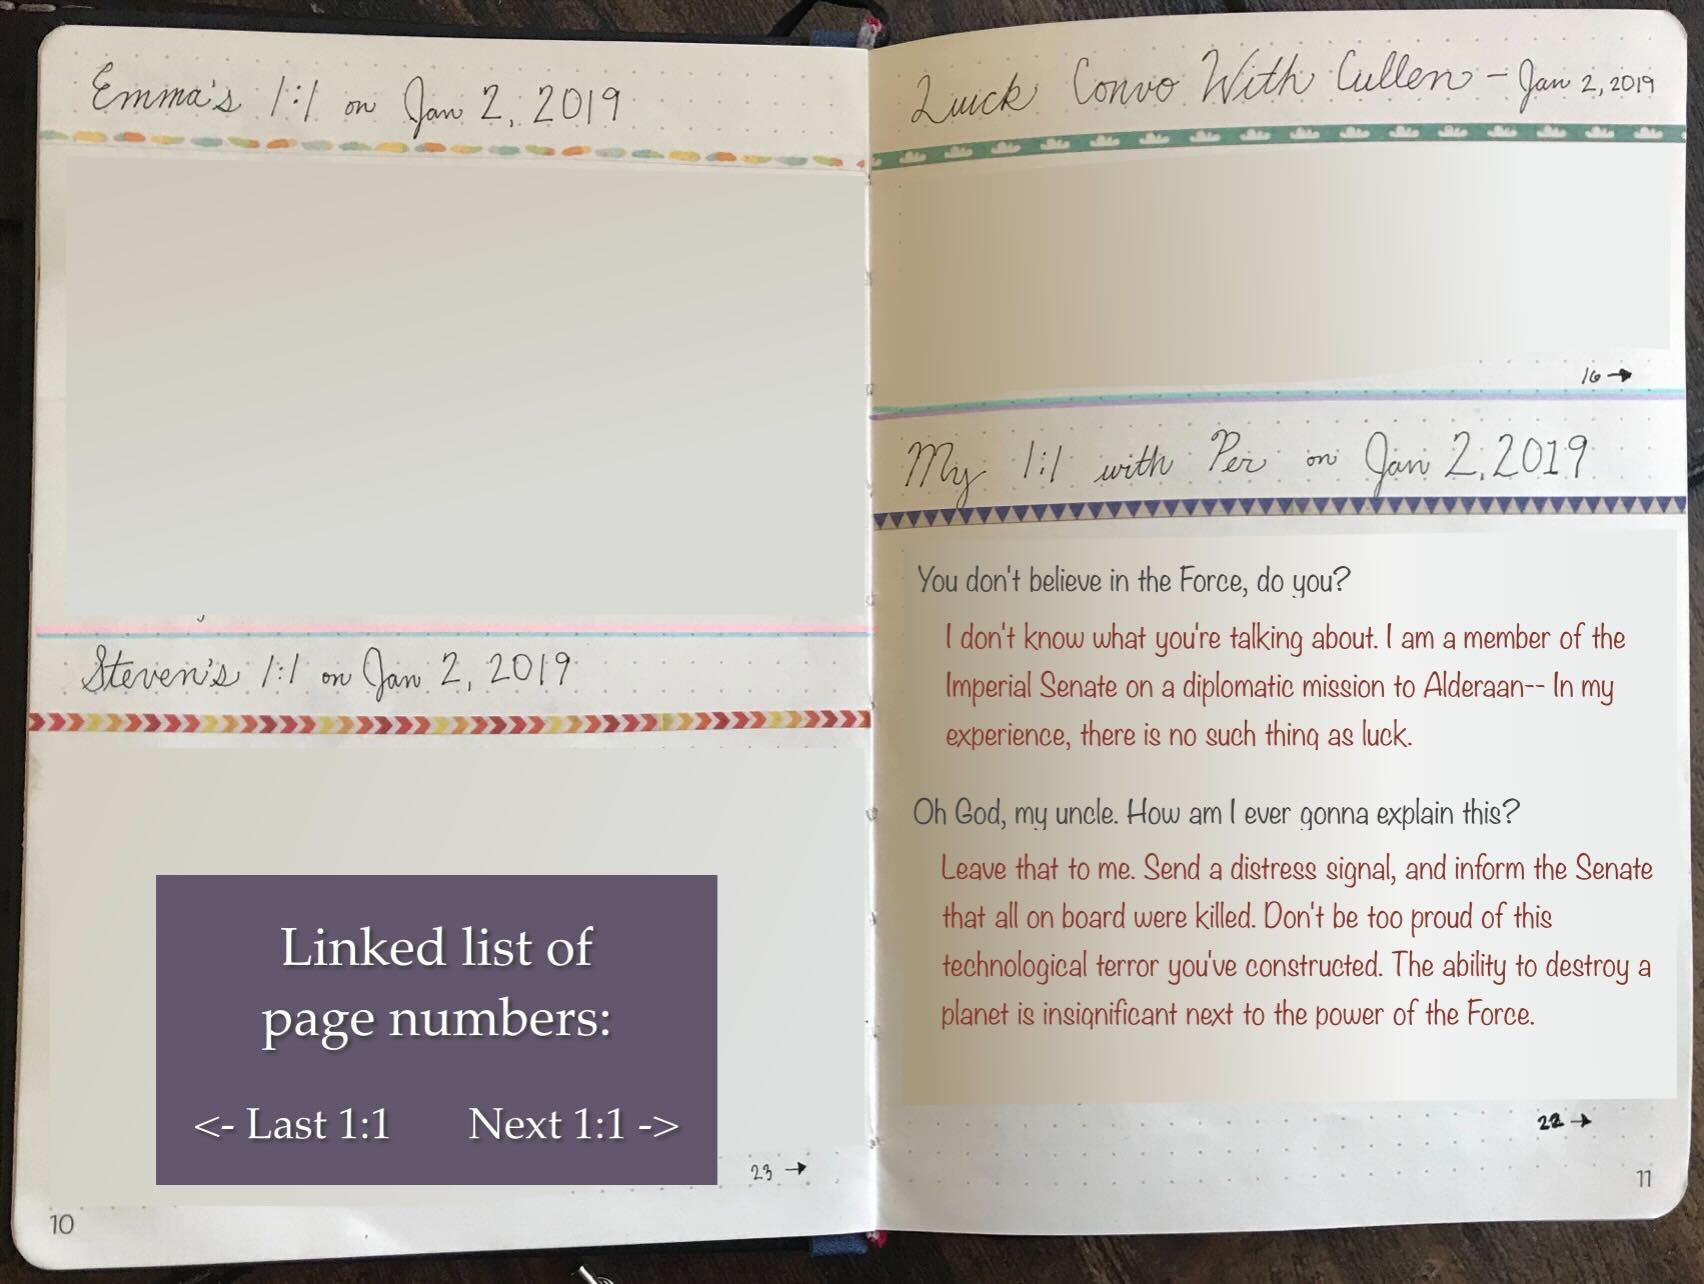 Emma's 1:1 on Jan 2, 2019
Steven's 1:1 on Jan 2, 2019
Linked list of
page numbers:
<- Last 1:1 Next 1:1 ->
23 →
10
Quick Convo With Cullen - Jan 2, 2019
16 →
My 1:1 with Per on Jan 2, 2019
You don't believe in the Force, do you?
I don't know what you're talking about. I am a member of the
Imperial Senate on a diplomatic mission to Alderaan-- In my
experience, there is no such thing as luck.
Oh God, my uncle. How am I ever gonna explain this?
Leave that to me. Send a distress signal, and inform the Senate
that all on board were killed. Don't be too proud of this
technological terror you've constructed. The ability to destroy a
planet is insignificant next to the power of the Force.
22 →
11